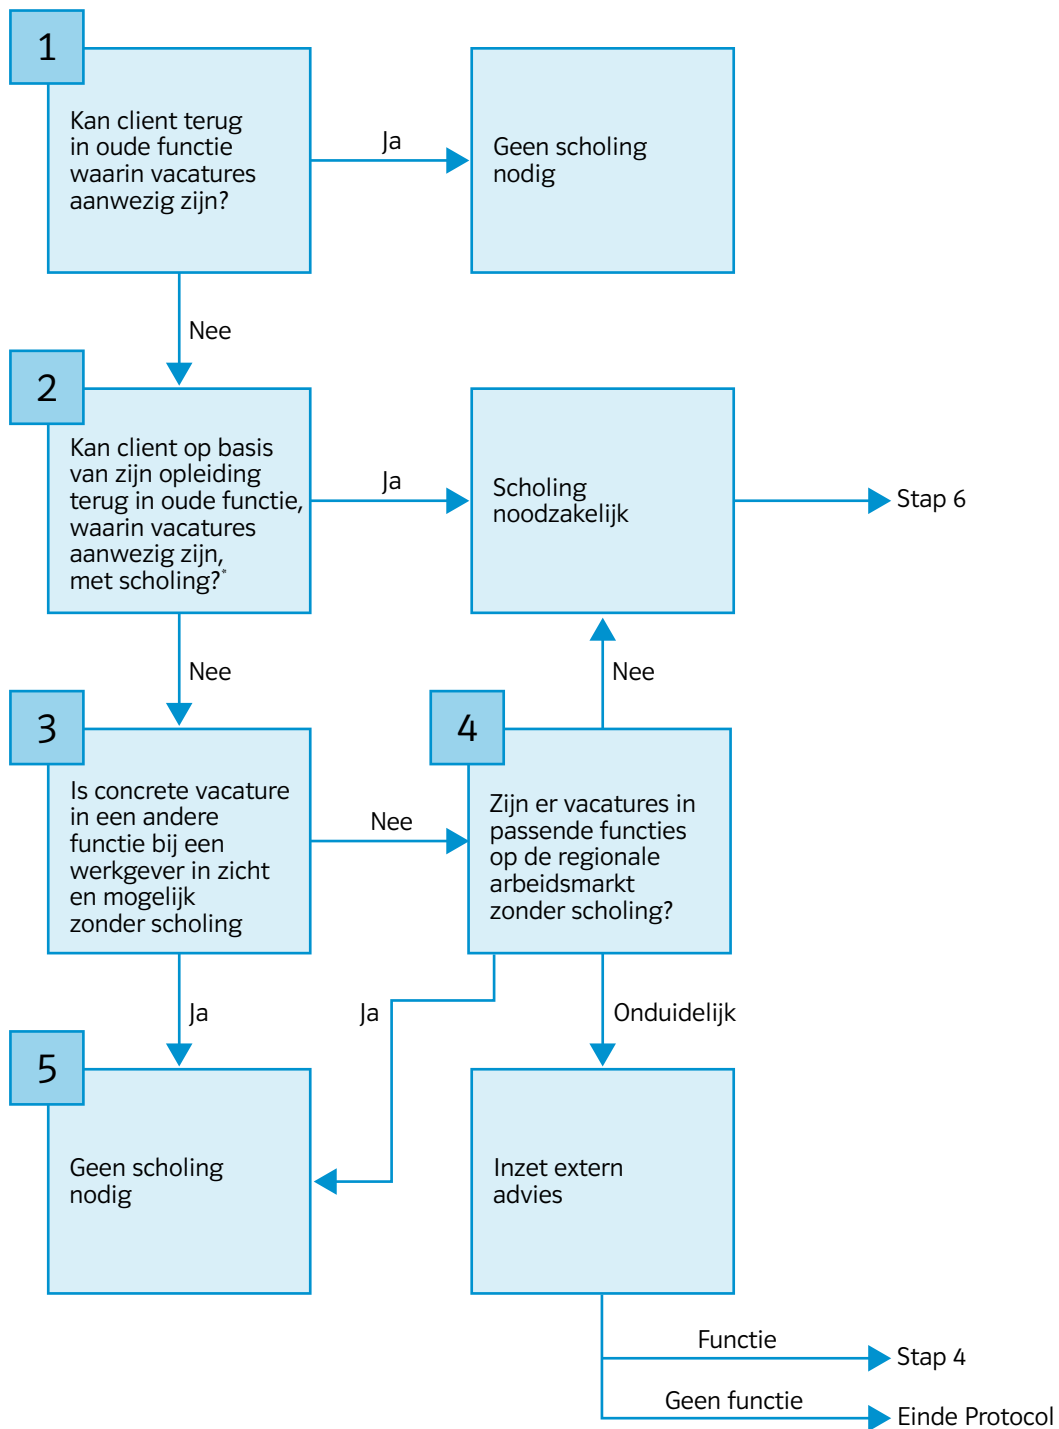 1
Kan client terug
in oude functie
waarin vacatures
aanwezig zijn?
Ja
Geen scholing
nodig
Nee
2
Kan client op basis
van zijn opleiding
terug in oude functie,
waarin vacatures
aanwezig zijn,
met scholing?*
Ja
Scholing
noodzakelijk
Stap 6
Nee
Nee
3
Is concrete vacature
in een andere
functie bij een
werkgever in zicht
en mogelijk
zonder scholing
Nee
4
Zijn er vacatures in
passende functies
op de regionale
arbeidsmarkt
zonder scholing?
Ja
Ja
Onduidelijk
5
Geen scholing
nodig
Inzet extern
advies
Functie
Stap 4
Geen functie
Einde Protocol